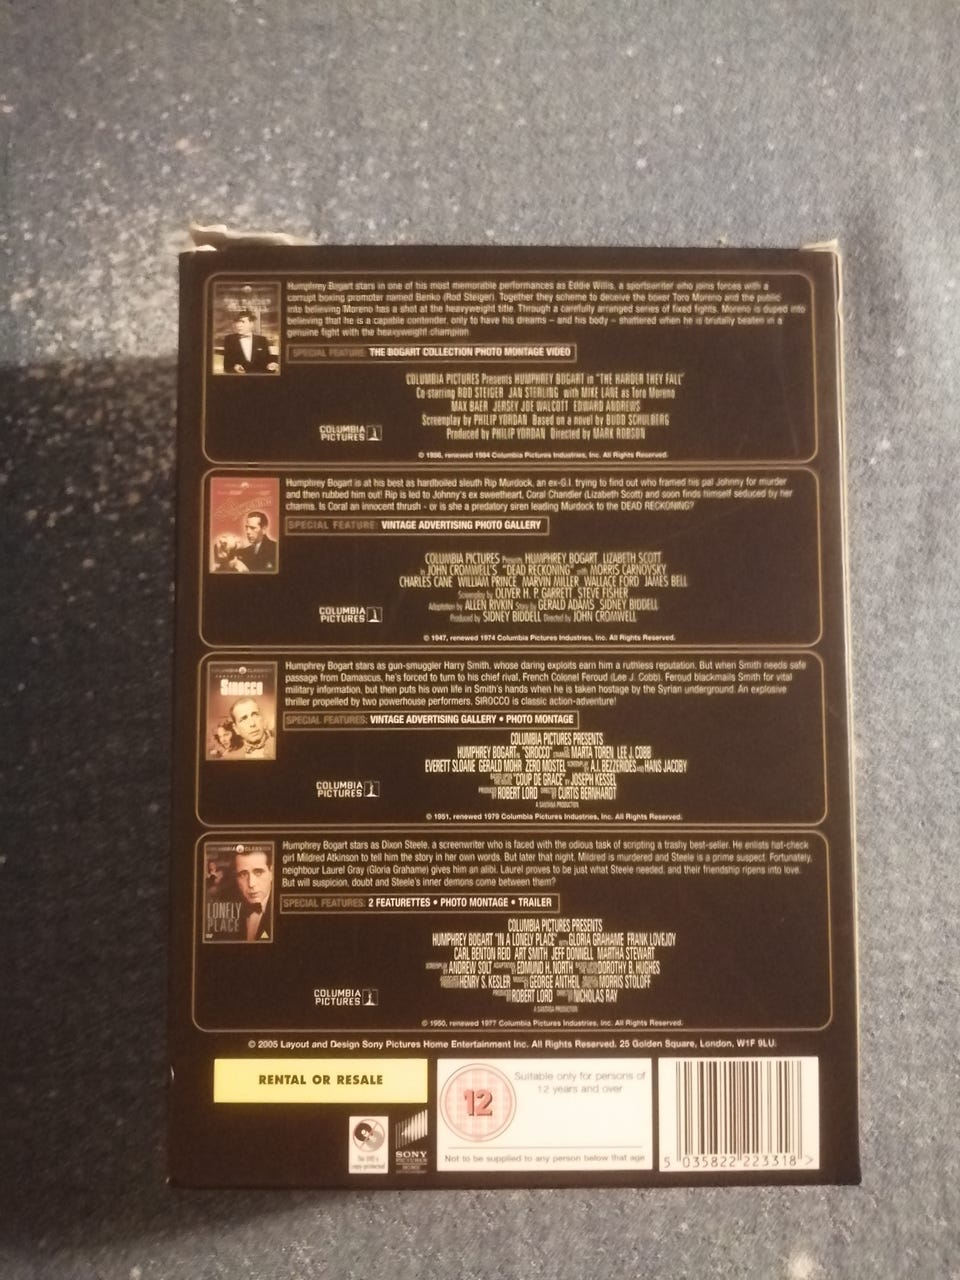 Humphrey Bogart stars in one of his most memorable performances as Eddie Willis, a sportswriter who joins forces with a
corrupt boxing promoter named Benko (Rod Steiger). Together they scheme to deceive the boxer Toro Moreno and the public
into believing Moreno has a shot at the heavyweight title. Through a carefully arranged series of fixed fights, Moreno is duped into
believing that he is a capable contender, only to have his dreams – and his body – shattered when he is brutally beaten in a
genuine fight with the heavyweight champion
SPECIAL FEATURE: THE BOGART COLLECTION PHOTO MONTAGE VIDEO
COLUMBIA PICTURES Presents HUMPHREY BOGART in "THE HARDER THEY FALL"
Co-starring ROD STEIGER JAN STERLING with MIKE LANE as Toro Moreno
MAX BAER JERSEY JOE WALCOTT EDWARD ANDREWS
Screenplay by PHILIP YORDAN Based on a novel by BUDD SCHULBERG
Produced by PHILIP YORDAN Directed by MARK ROBSON
COLUMBIA
PICTURES
© 1956, renewed 1984 Columbia Pictures Industries, Inc. All Rights Reserved.
Humphrey Bogart is at his best as hardboiled sleuth Rip Murdock, an ex-G.I. trying to find out who framed his pal Johnny for murder
and then rubbed him out! Rip is led to Johnny's ex sweetheart, Coral Chandler (Lizabeth Scott) and soon finds himself seduced by her
charms. Is Coral an innocent thrush - or is she a predatory siren leading Murdock to the DEAD RECKONING?
SPECIAL FEATURE: VINTAGE ADVERTISING PHOTO GALLERY
COLUMBIA PICTURES Presents HUMPHREY BOGART LIZABETH SCOTT
in JOHN CROMWELL'S "DEAD RECKONING" with MORRIS CARNOVSKY
CHARLES CANE WILLIAM PRINCE MARVIN MILLER WALLACE FORD JAMES BELL
Screenplay by OLIVER H. P. GARRETT STEVE FISHER
Adaptation by ALLEN RIVKIN Story by GERALD ADAMS SIDNEY BIDDELL
Produced by SIDNEY BIDDELL Directed by JOHN CROMWELL
COLUMBIA
PICTURES
© 1947, renewed 1974 Columbia Pictures Industries, Inc. All Rights Reserved.
SIROCCO
Humphrey Bogart stars as gun-smuggler Harry Smith, whose daring exploits earn him a ruthless reputation. But when Smith needs safe
passage from Damascus, he's forced to turn to his chief rival, French Colonel Feroud (Lee J. Cobb). Feroud blackmails Smith for vital
military information, but then puts his own life in Smith's hands when he is taken hostage by the Syrian underground. An explosive
thriller propelled by two powerhouse performers. SIROCCO is classic action-adventure!
SPECIAL FEATURES: VINTAGE ADVERTISING GALLERY • PHOTO MONTAGE
COLUMBIA PICTURES PRESENTS
HUMPHREY BOGART "SIROCCO" MARTA TOREN LEE J. COBB
EVERETT SLOANE GERALD MOHR ZERO MOSTEL A.I. BEZZERIDES HANS JACOBY
"COUP DE GRACE" BY JOSEPH KESSEL
ROBERT LORD CURTIS BERNHARDT
A SANTANA PRODUCTION
COLUMBIA
PICTURES
© 1951, renewed 1979 Columbia Pictures Industries, Inc. All Rights Reserved.
LONELY
PLACE
Humphrey Bogart stars as Dixon Steele, a screenwriter who is faced with the odious task of scripting a trashy best-seller. He enlists hat-check
girl Mildred Atkinson to tell him the story in her own words. But later that night, Mildred is murdered and Steele is a prime suspect. Fortunately,
neighbour Laurel Gray (Gloria Grahame) gives him an alibi. Laurel proves to be just what Steele needed, and their friendship ripens into love.
But will suspicion, doubt and Steele's inner demons come between them?
SPECIAL FEATURES: 2 FEATURETTES • PHOTO MONTAGE • TRAILER
COLUMBIA PICTURES PRESENTS
HUMPHREY BOGART "IN A LONELY PLACE" GLORIA GRAHAME FRANK LOVEJOY
CARL BENTON REID ART SMITH JEFF DONNELL MARTHA STEWART
ANDREW SOLT EDMUND H. NORTH DOROTHY B. HUGHES
HENRY S. KESLER GEORGE ANTHEIL MORRIS STOLOFF
ROBERT LORD NICHOLAS RAY
A SANTANA PRODUCTION
COLUMBIA
PICTURES
© 1950, renewed 1977 Columbia Pictures Industries, Inc. All Rights Reserved.
© 2005 Layout and Design Sony Pictures Home Entertainment Inc. All Rights Reserved. 25 Golden Square, London, W1F 9LU.
RENTAL OR RESALE
This DVD is
copy-protected
SONY
PICTURES
12
Suitable only for persons of
12 years and over
Not to be supplied to any person below that age
5 035822 223318 >